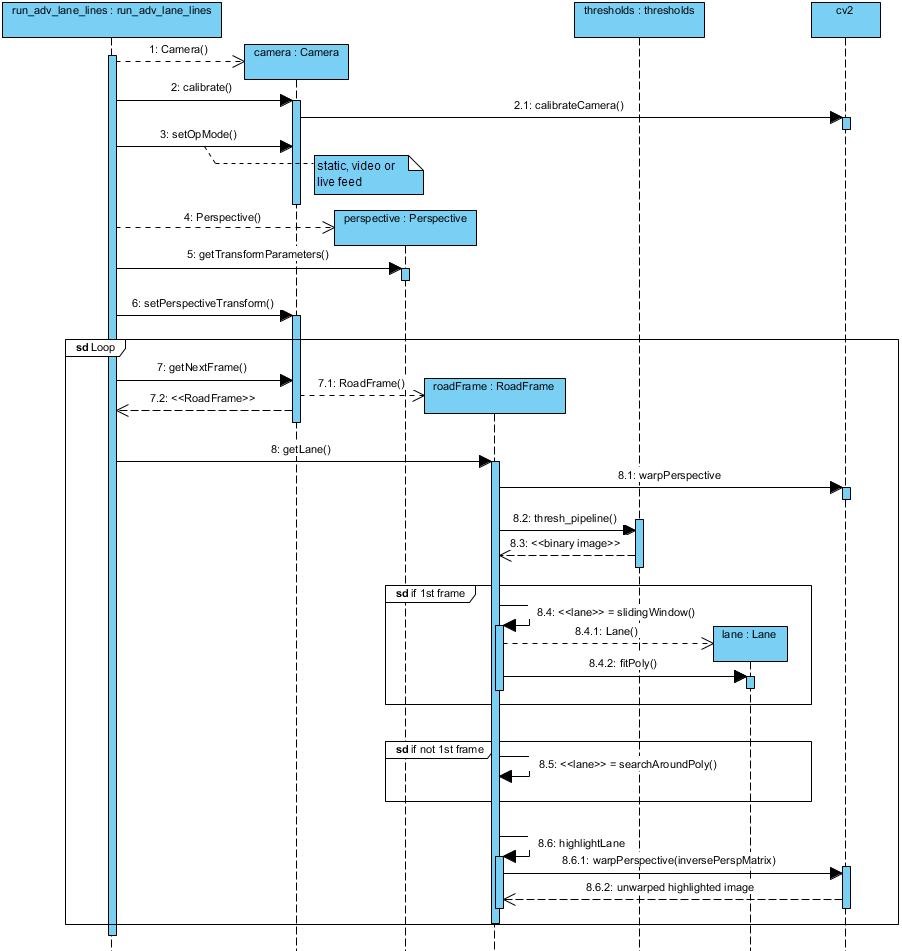 run_adv_lane_lines : run_adv_lane_lines
thresholds : thresholds
cv2
1: Camera()
camera : Camera
2: calibrate()
2.1: calibrateCamera()
3: setOpMode()
static, video or
live feed
4: Perspective()
perspective : Perspective
5: getTransformParameters()
6: setPerspectiveTransform()
sd Loop
7: getNextFrame()
7.1: RoadFrame()
roadFrame : RoadFrame
7.2: <<RoadFrame>>
8: getLane()
8.1: warpPerspective
8.2: thresh_pipeline()
8.3: <<binary image>>
sd if 1st frame
8.4: <<lane>> = slidingWindow()
8.4.1: Lane()
lane : Lane
8.4.2: fitPoly()
sd if not 1st frame
8.5: <<lane>> = searchAroundPoly()
8.6: highlightLane
8.6.1: warpPerspective(inversePerspMatrix)
8.6.2: unwarped highlighted image